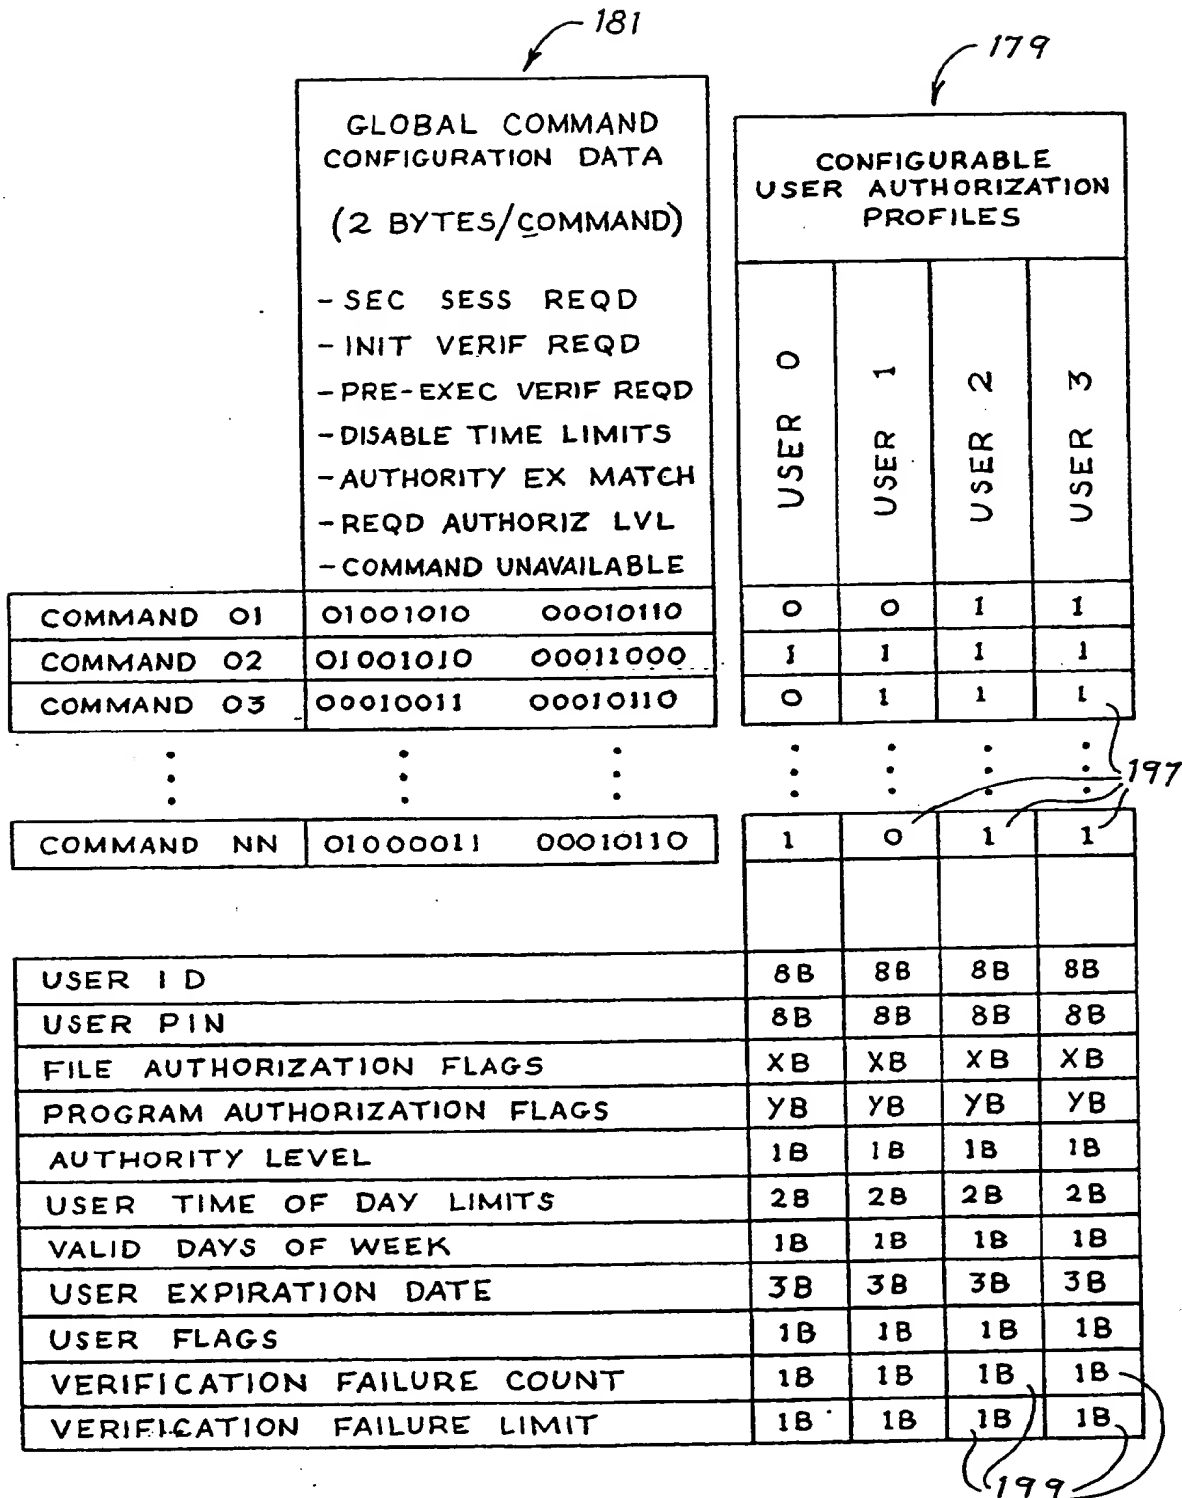 181
179
GLOBAL COMMAND
CONFIGURATION DATA
(2 BYTES/COMMAND)
- SEC SESS REQD
- INIT VERIF REQD
- PRE-EXEC VERIF REQD
- DISABLE TIME LIMITS
- AUTHORITY EX MATCH
- REQD AUTHORIZ LVL
- COMMAND UNAVAILABLE
CONFIGURABLE
USER AUTHORIZATION
PROFILES
USER 0
USER 1
USER 2
USER 3
COMMAND 01 01001010 00010110 0 0 1 1
COMMAND 02 01001010 00011000 1 1 1 1
COMMAND 03 00010011 00010110 0 1 1 1
197
COMMAND NN 01000011 00010110 1 0 1 1
USER ID 8B 8B 8B 8B
USER PIN 8B 8B 8B 8B
FILE AUTHORIZATION FLAGS XB XB XB XB
PROGRAM AUTHORIZATION FLAGS YB YB YB YB
AUTHORITY LEVEL 1B 1B 1B 1B
USER TIME OF DAY LIMITS 2B 2B 2B 2B
VALID DAYS OF WEEK 1B 1B 1B 1B
USER EXPIRATION DATE 3B 3B 3B 3B
USER FLAGS 1B 1B 1B 1B
VERIFICATION FAILURE COUNT 1B 1B 1B 1B
VERIFICATION FAILURE LIMIT 1B 1B 1B 1B
199